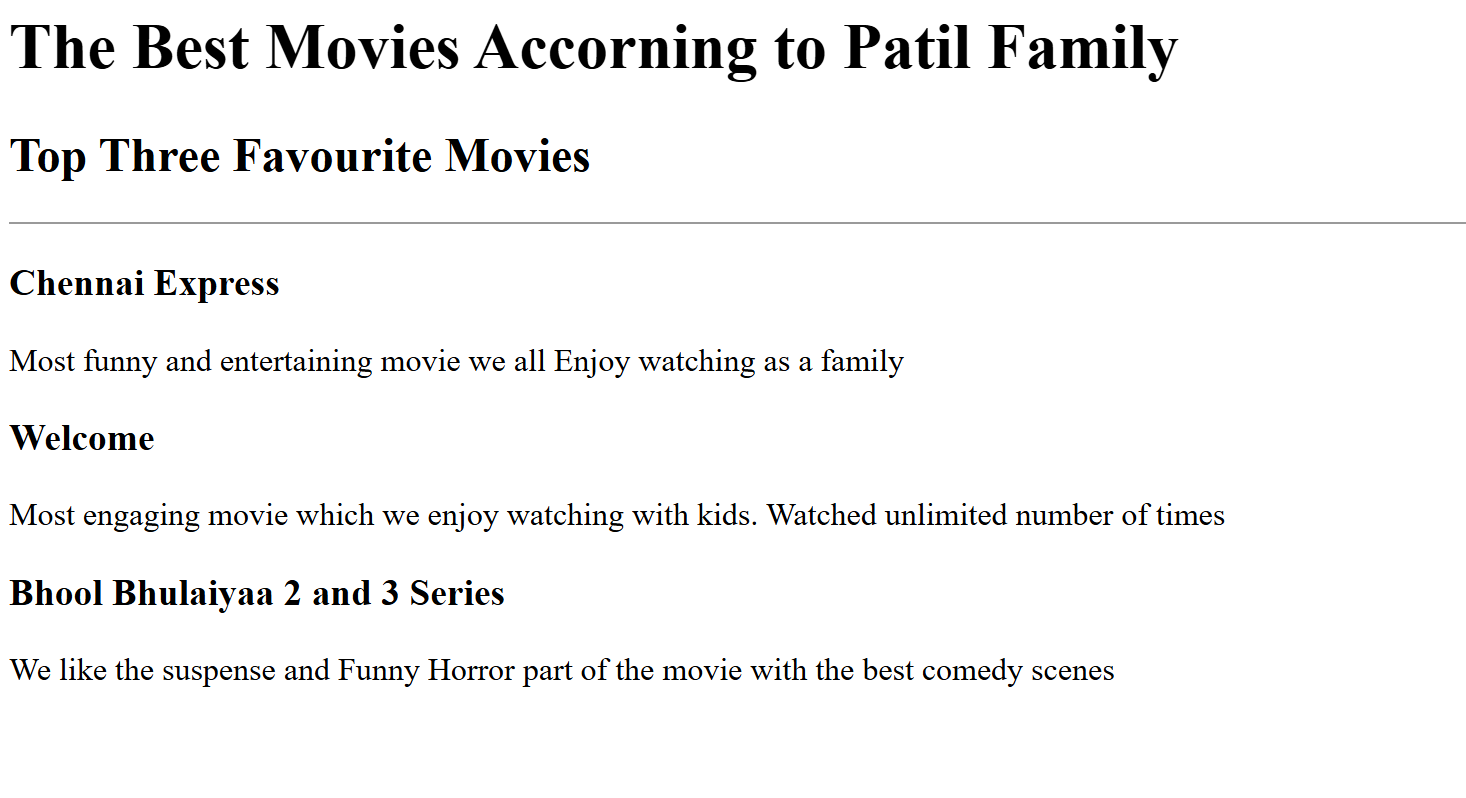 The Best Movies Accorning to Patil Family
Top Three Favourite Movies
Chennai Express
Most funny and entertaining movie we all Enjoy watching as a family
Welcome
Most engaging movie which we enjoy watching with kids. Watched unlimited number of times
Bhool Bhulaiyaa 2 and 3 Series
We like the suspense and Funny Horror part of the movie with the best comedy scenes